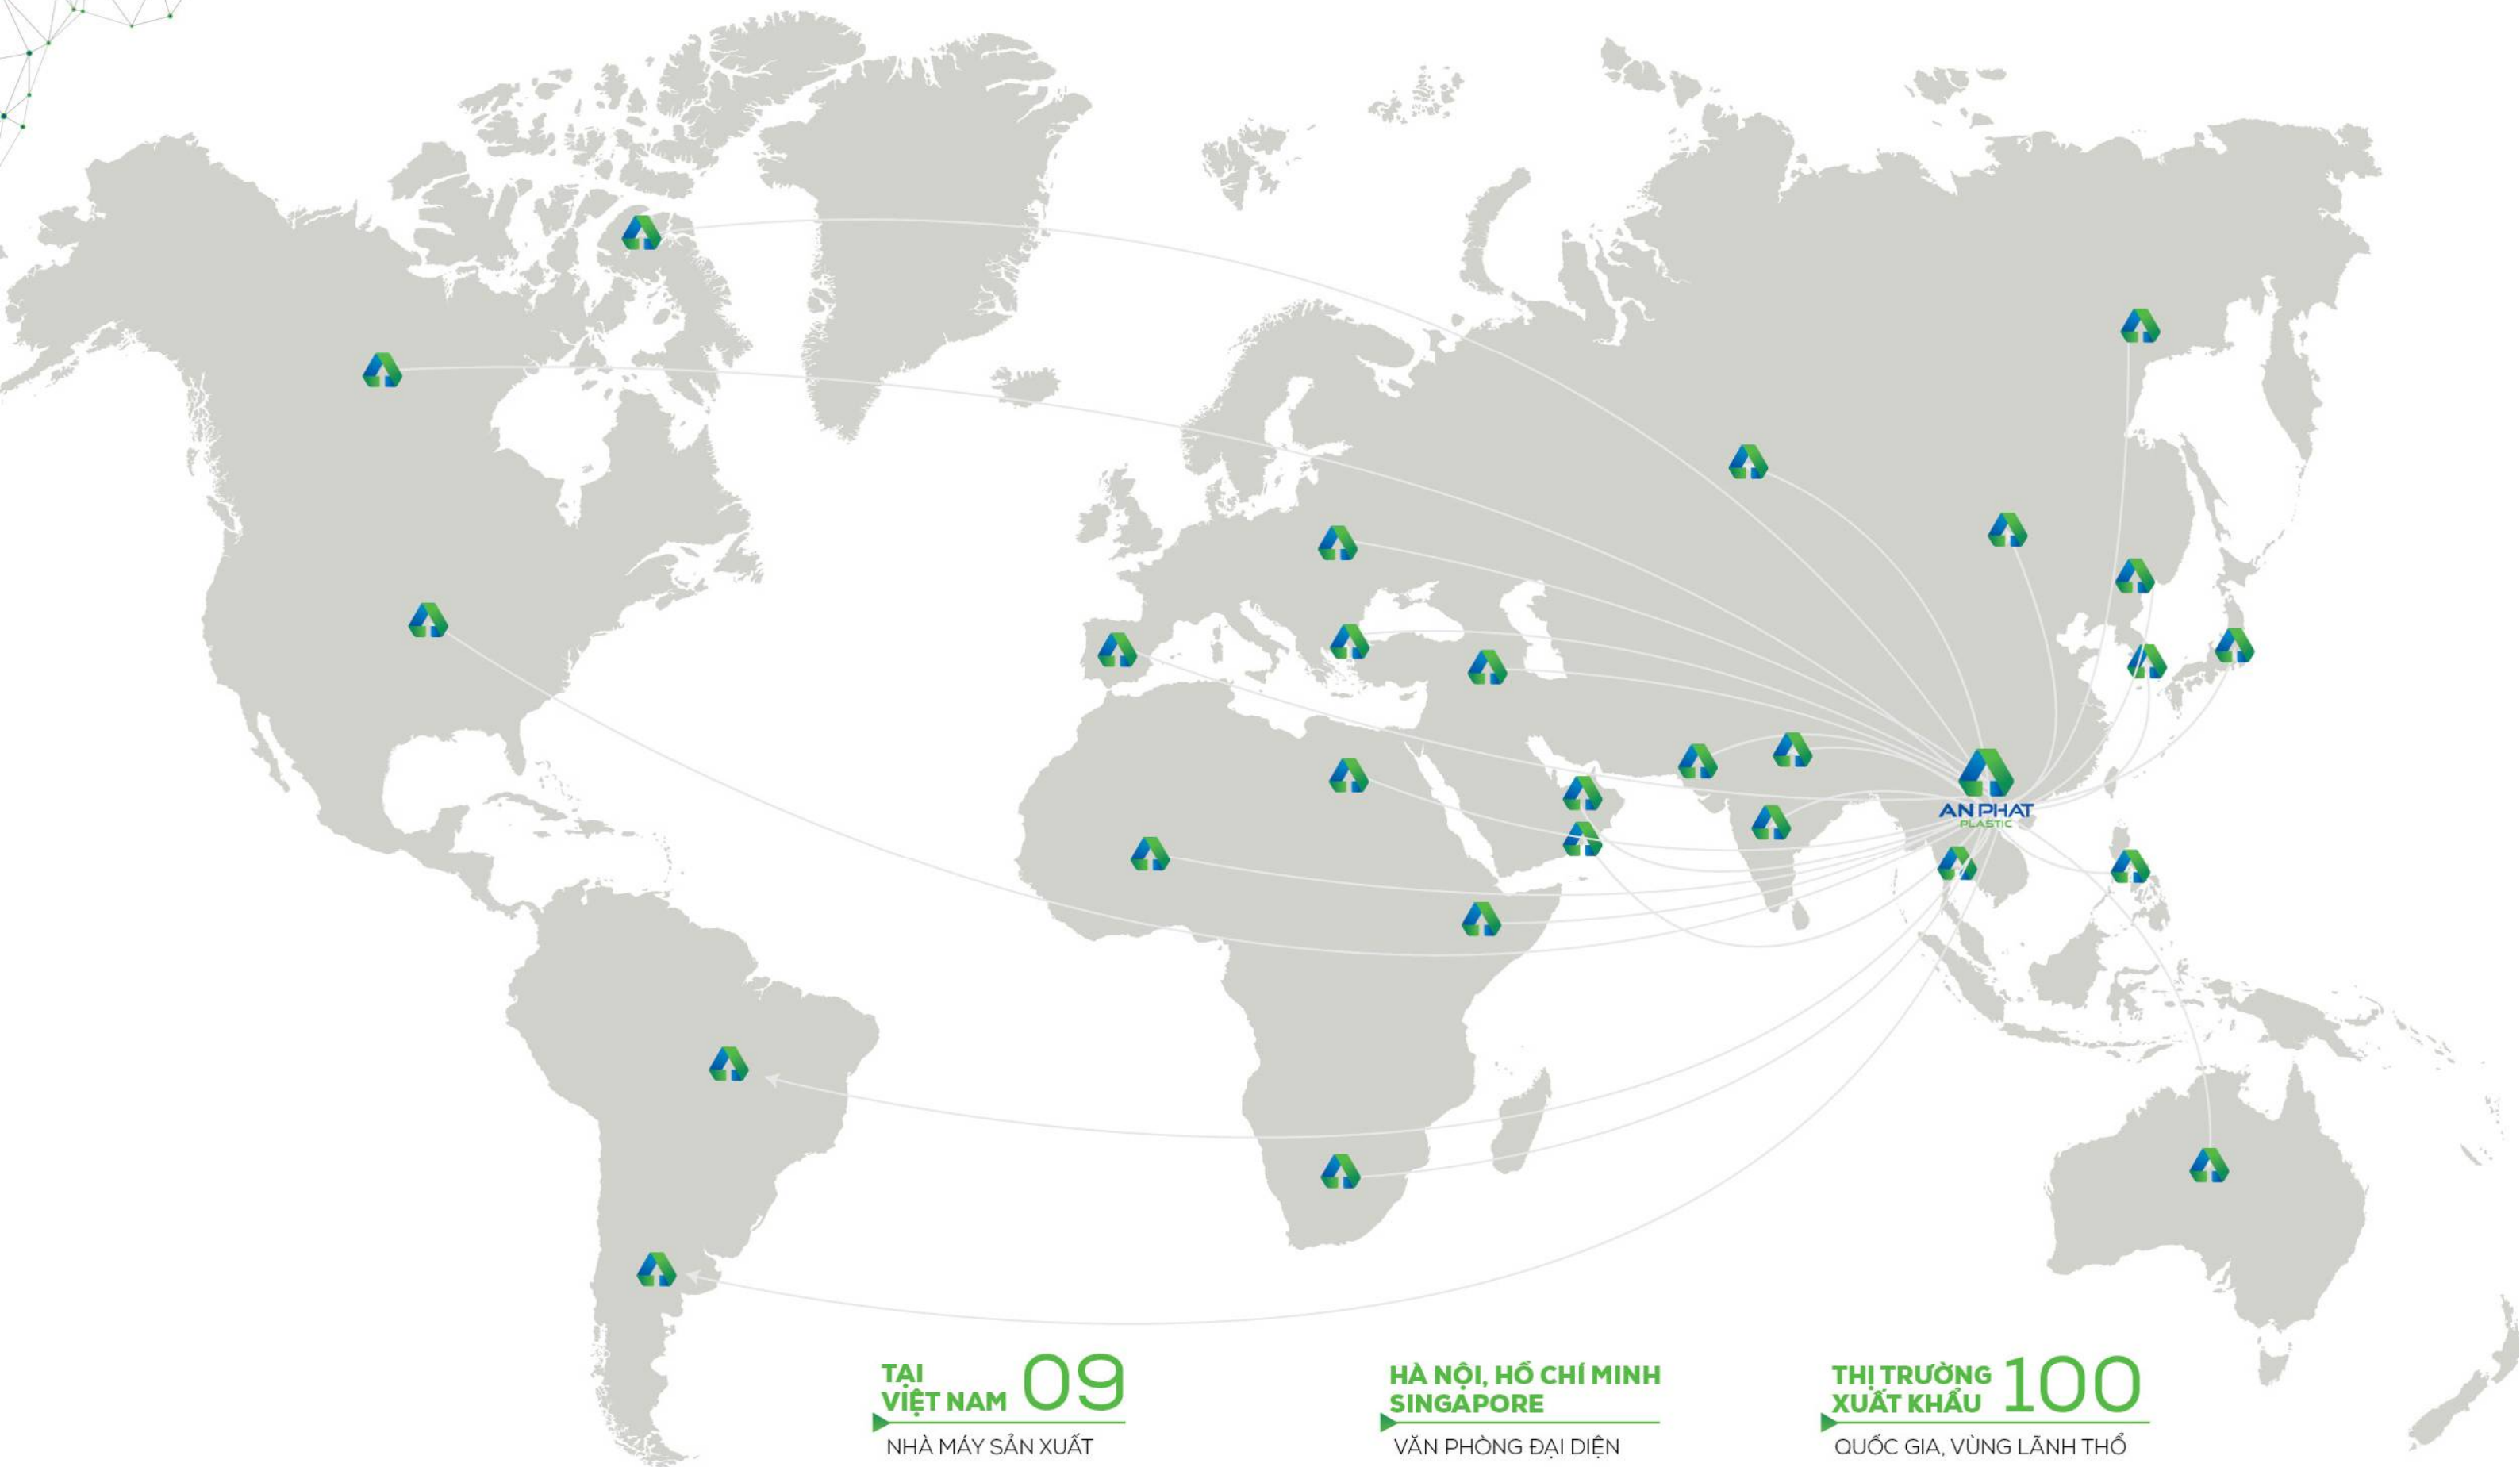 AN PHAT
PLASTIC
TẠI
VIỆT NAM 09
NHÀ MÁY SẢN XUẤT
HÀ NỘI, HỒ CHÍ MINH
SINGAPORE
VĂN PHÒNG ĐẠI DIỆN
THỊ TRƯỜNG
XUẤT KHẨU 100
QUỐC GIA, VÙNG LÃNH THỔ